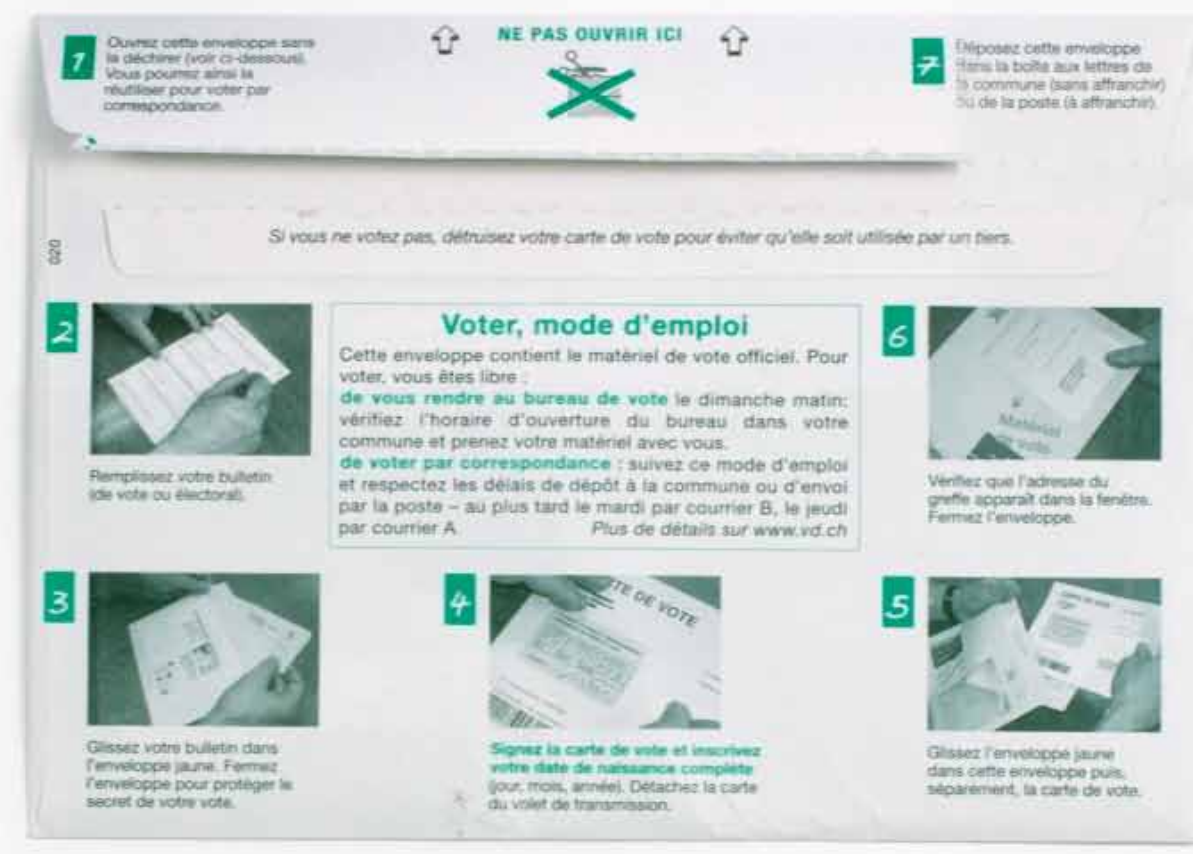 1
Ouvrez cette enveloppe sans
la déchirer (voir ci-dessous).
Vous pourrez ainsi la
réutiliser pour voter par
correspondance.
NE PAS OUVRIR ICI
7
Déposez cette enveloppe
dans la boîte aux lettres de
la commune (sans affranchir)
ou de la poste (à affranchir).
020
Si vous ne votez pas, détruisez votre carte de vote pour éviter qu'elle soit utilisée par un tiers.
2
Remplissez votre bulletin
(de vote ou électoral).
Voter, mode d'emploi
Cette enveloppe contient le matériel de vote officiel. Pour
voter, vous êtes libre :
de vous rendre au bureau de vote le dimanche matin:
vérifiez l'horaire d'ouverture du bureau dans votre
commune et prenez votre matériel avec vous.
de voter par correspondance : suivez ce mode d'emploi
et respectez les délais de dépôt à la commune ou d'envoi
par la poste – au plus tard le mardi par courrier B, le jeudi
par courrier A. Plus de détails sur www.vd.ch
6
Matériel
de vote
Vérifiez que l'adresse du
greffe apparaît dans la fenêtre.
Fermez l'enveloppe.
3
Glissez votre bulletin dans
l'enveloppe jaune. Fermez
l'enveloppe pour protéger le
secret de votre vote.
4
TE DE VOTE
Signez la carte de vote et inscrivez
votre date de naissance complète
(jour, mois, année). Détachez la carte
du volet de transmission.
5
CARTE DE VOTE
Glissez l'enveloppe jaune
dans cette enveloppe puis,
séparément, la carte de vote.